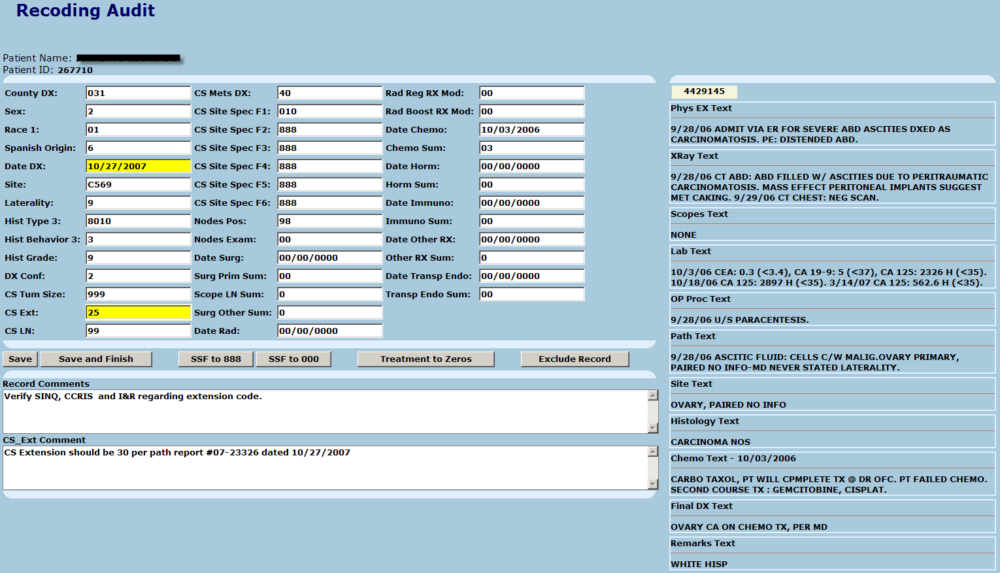 Recoding Audit
Patient Name:
Patient ID: 267710
County DX: 031
Sex: 2
Race 1: 01
Spanish Origin: 6
Date DX: 10/27/2007
Site: C569
Laterality: 9
Hist Type 3: 8010
Hist Behavior 3: 3
Hist Grade: 9
DX Conf: 2
CS Tum Size: 999
CS Ext: 25
CS LN: 99
CS Mets DX: 40
CS Site Spec F1: 010
CS Site Spec F2: 888
CS Site Spec F3: 888
CS Site Spec F4: 888
CS Site Spec F5: 888
CS Site Spec F6: 888
Nodes Pos: 98
Nodes Exam: 00
Date Surg: 00/00/0000
Surg Prim Sum: 00
Scope LN Sum: 0
Surg Other Sum: 0
Date Rad: 00/00/0000
Rad Reg RX Mod: 00
Rad Boost RX Mod: 00
Date Chemo: 10/03/2006
Chemo Sum: 03
Date Horm: 00/00/0000
Horm Sum: 00
Date Immuno: 00/00/0000
Immuno Sum: 00
Date Other RX: 00/00/0000
Other RX Sum: 0
Date Transp Endo: 00/00/0000
Transp Endo Sum: 00
Save
Save and Finish
SSF to 888
SSF to 000
Treatment to Zeros
Exclude Record
Record Comments
Verify SINQ, CCRIS  and I&R regarding extension code.
CS_Ext Comment
CS Extension should be 30 per path report #07-23326 dated 10/27/2007
4429145
Phys EX Text
9/28/06 ADMIT VIA ER FOR SEVERE ABD ASCITIES DXED AS
CARCINOMATOSIS. PE: DISTENDED ABD.
XRay Text
9/28/06 CT ABD: ABD FILLED W/ ASCITIES DUE TO PERITRAUMATIC
CARCINOMATOSIS. MASS EFFECT PERITONEAL IMPLANTS SUGGEST
MET CAKING. 9/29/06 CT CHEST: NEG SCAN.
Scopes Text
NONE
Lab Text
10/3/06 CEA: 0.3 (<3.4), CA 19-9: 5 (<37), CA 125: 2326 H (<35).
10/18/06 CA 125: 2897 H (<35). 3/14/07 CA 125: 562.6 H (<35).
OP Proc Text
9/28/06 U/S PARACENTESIS.
Path Text
9/28/06 ASCITIC FLUID: CELLS C/W MALIG.OVARY PRIMARY,
PAIRED NO INFO-MD NEVER STATED LATERALITY.
Site Text
OVARY, PAIRED NO INFO
Histology Text
CARCINOMA NOS
Chemo Text - 10/03/2006
CARBO TAXOL, PT WILL CPMPLETE TX @ DR OFC. PT FAILED CHEMO.
SECOND COURSE TX : GEMCITOBINE, CISPLAT.
Final DX Text
OVARY CA ON CHEMO TX, PER MD
Remarks Text
WHITE HISP